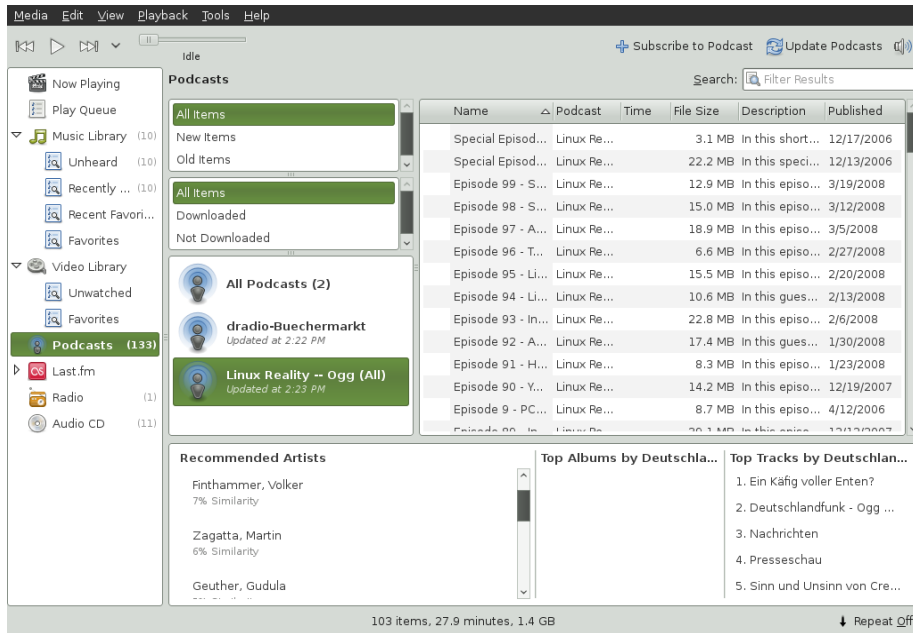 Media Edit View Playback Tools Help
Idle
Subscribe to Podcast Update Podcasts
Now Playing
Play Queue
Music Library (10)
Unheard (10)
Recently ... (10)
Recent Favori...
Favorites
Video Library
Unwatched
Favorites
Podcasts (133)
Last.fm
Radio (1)
Audio CD (11)
Podcasts
Search: Filter Results
All Items
New Items
Old Items
All Items
Downloaded
Not Downloaded
All Podcasts (2)
dradio-Buechermarkt
Updated at 2:22 PM
Linux Reality -- Ogg (All)
Updated at 2:23 PM
Name Podcast Time File Size Description Published
Special Episod... Linux Re... 3.1 MB In this short... 12/17/2006
Special Episod... Linux Re... 22.2 MB In this speci... 12/13/2006
Episode 99 - S... Linux Re... 12.9 MB In this episo... 3/19/2008
Episode 98 - S... Linux Re... 15.0 MB In this episo... 3/12/2008
Episode 97 - A... Linux Re... 18.9 MB In this episo... 3/5/2008
Episode 96 - T... Linux Re... 6.6 MB In this episo... 2/27/2008
Episode 95 - Li... Linux Re... 15.5 MB In this episo... 2/20/2008
Episode 94 - Li... Linux Re... 10.6 MB In this gues... 2/13/2008
Episode 93 - In... Linux Re... 22.8 MB In this episo... 2/6/2008
Episode 92 - A... Linux Re... 17.4 MB In this gues... 1/30/2008
Episode 91 - H... Linux Re... 8.3 MB In this episo... 1/23/2008
Episode 90 - Y... Linux Re... 14.2 MB In this episo... 12/19/2007
Episode 9 - PC... Linux Re... 8.7 MB In this episo... 4/12/2006
Recommended Artists
Finthammer, Volker
7% Similarity
Zagatta, Martin
6% Similarity
Geuther, Gudula
Top Albums by Deutschla...
Top Tracks by Deutschlan...
1. Ein Käfig voller Enten?
2. Deutschlandfunk - Ogg ...
3. Nachrichten
4. Presseschau
5. Sinn und Unsinn von Cre...
103 items, 27.9 minutes, 1.4 GB
Repeat Off